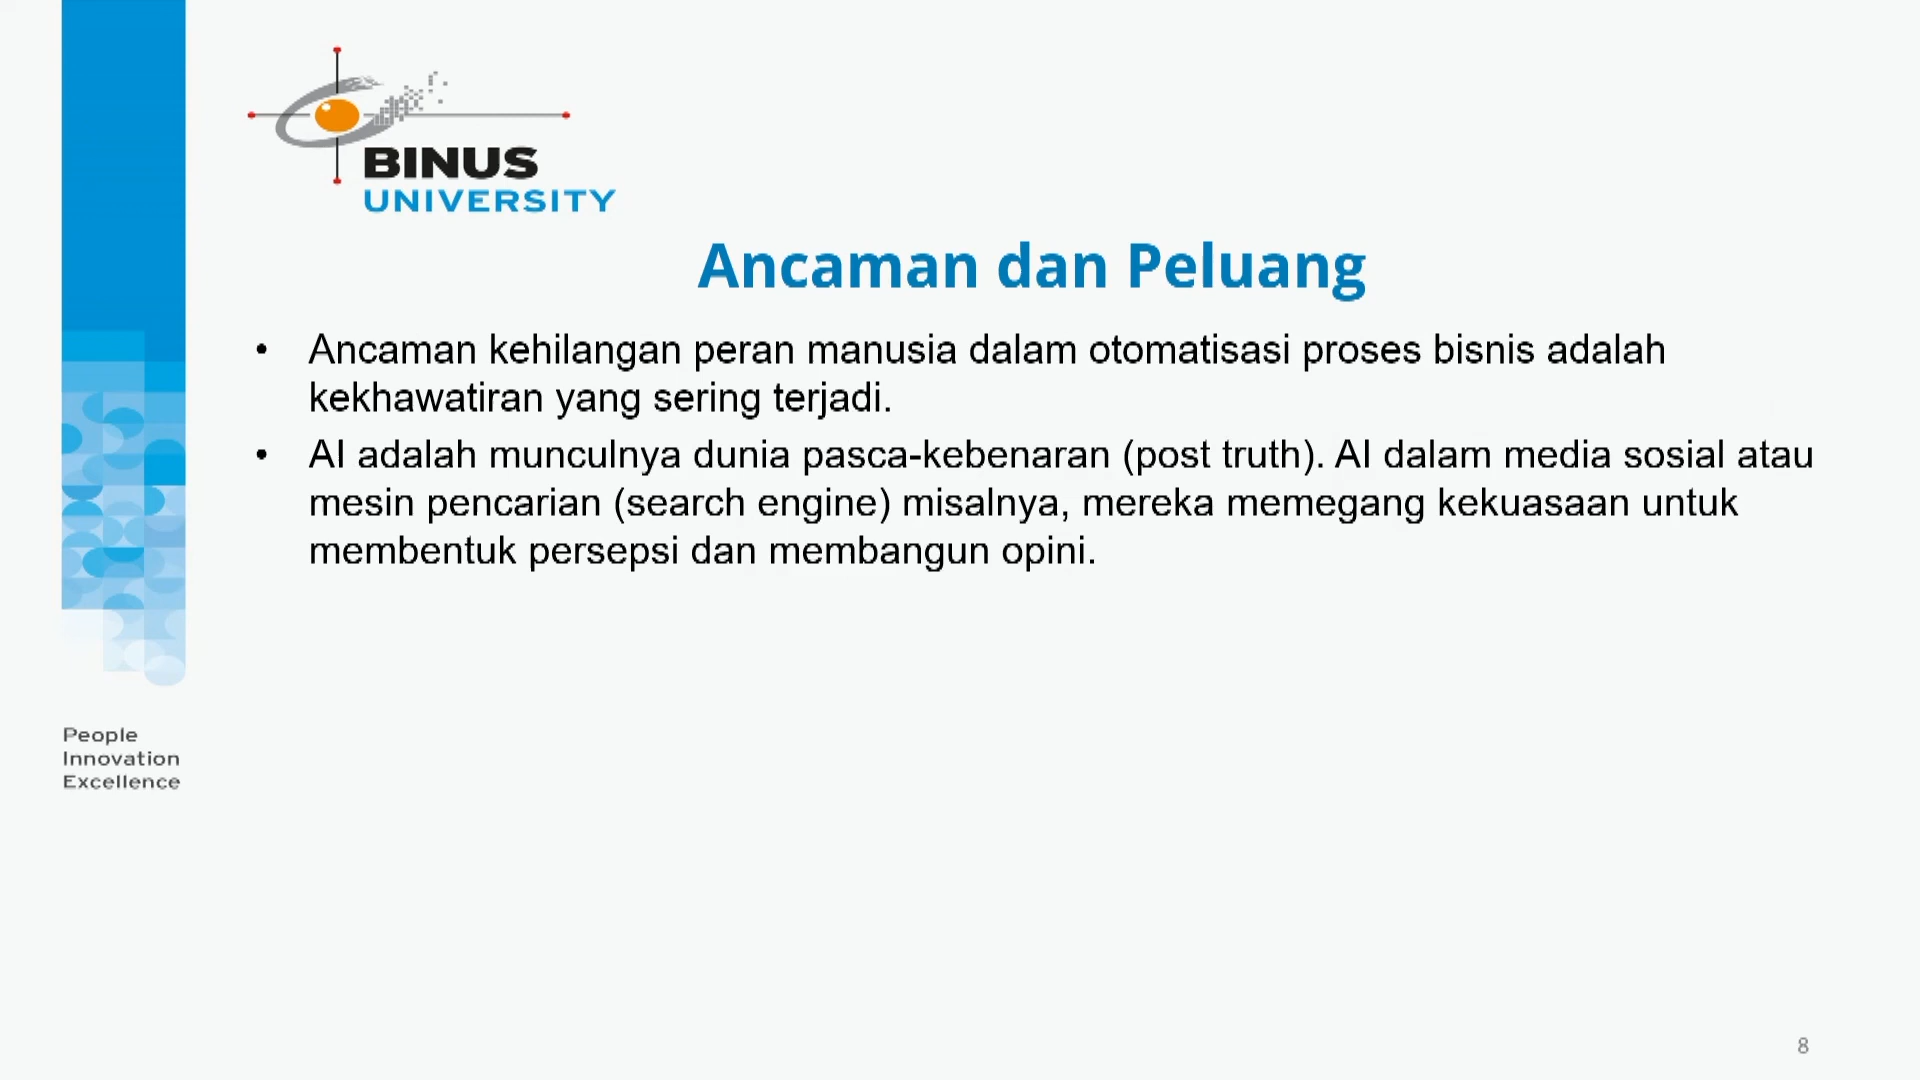 BINUS
UNIVERSITY
Ancaman dan Peluang
• Ancaman kehilangan peran manusia dalam otomatisasi proses bisnis adalah
kekhawatiran yang sering terjadi.
• AI adalah munculnya dunia pasca-kebenaran (post truth). AI dalam media sosial atau
mesin pencarian (search engine) misalnya, mereka memegang kekuasaan untuk
membentuk persepsi dan membangun opini.
People
Innovation
Excellence
8